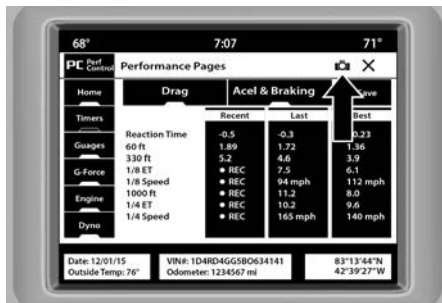 68° 7:07 71°
PC Perf Control Performance Pages
Home Drag Acel & Braking Save
Timers Recent Last Best
Reaction Time -0.5 -0.3 0.23
60 ft 1.89 1.72 1.36
Guages 330 ft 5.2 4.6 3.9
1/8 ET • REC 7.5 6.1
G-Force 1/8 Speed • REC 94 mph 112 mph
1000 ft • REC 11.2 8.0
Engine 1/4 ET • REC 10.2 9.6
1/4 Speed • REC 165 mph 140 mph
Dyno
Date: 12/01/15 VIN#: 1D4RD4GG5BO634141 83°13'44"N
Outside Temp: 76° Odometer: 1234567 mi 42°39'27"W